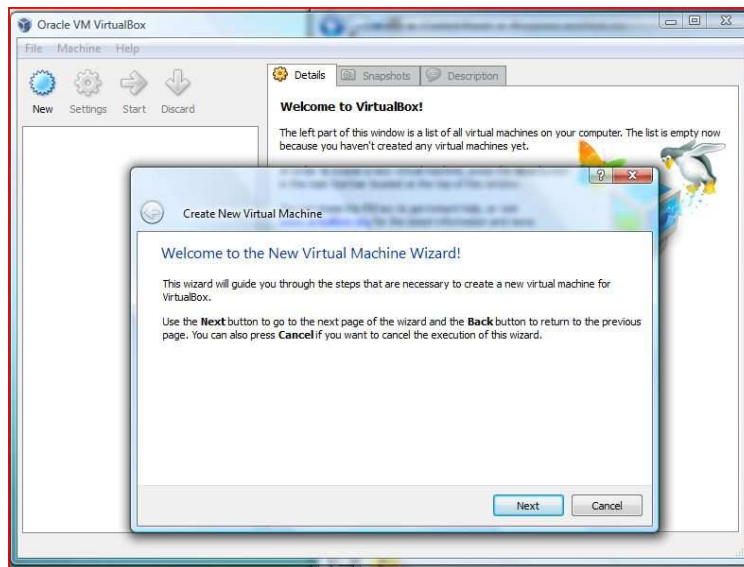 Oracle VM VirtualBox
File Machine Help
New Settings Start Discard
Details Snapshots Description
Welcome to VirtualBox!
The left part of this window is a list of all virtual machines on your computer. The list is empty now
because you haven't created any virtual machines yet.
Create New Virtual Machine
Welcome to the New Virtual Machine Wizard!
This wizard will guide you through the steps that are necessary to create a new virtual machine for
VirtualBox.
Use the Next button to go to the next page of the wizard and the Back button to return to the previous
page. You can also press Cancel if you want to cancel the execution of this wizard.
Next Cancel